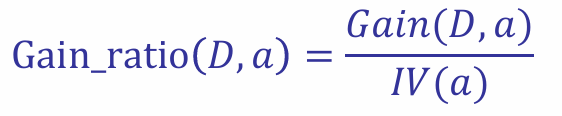 Gain_ratio(D, a) = Gain(D, a) / IV(a)